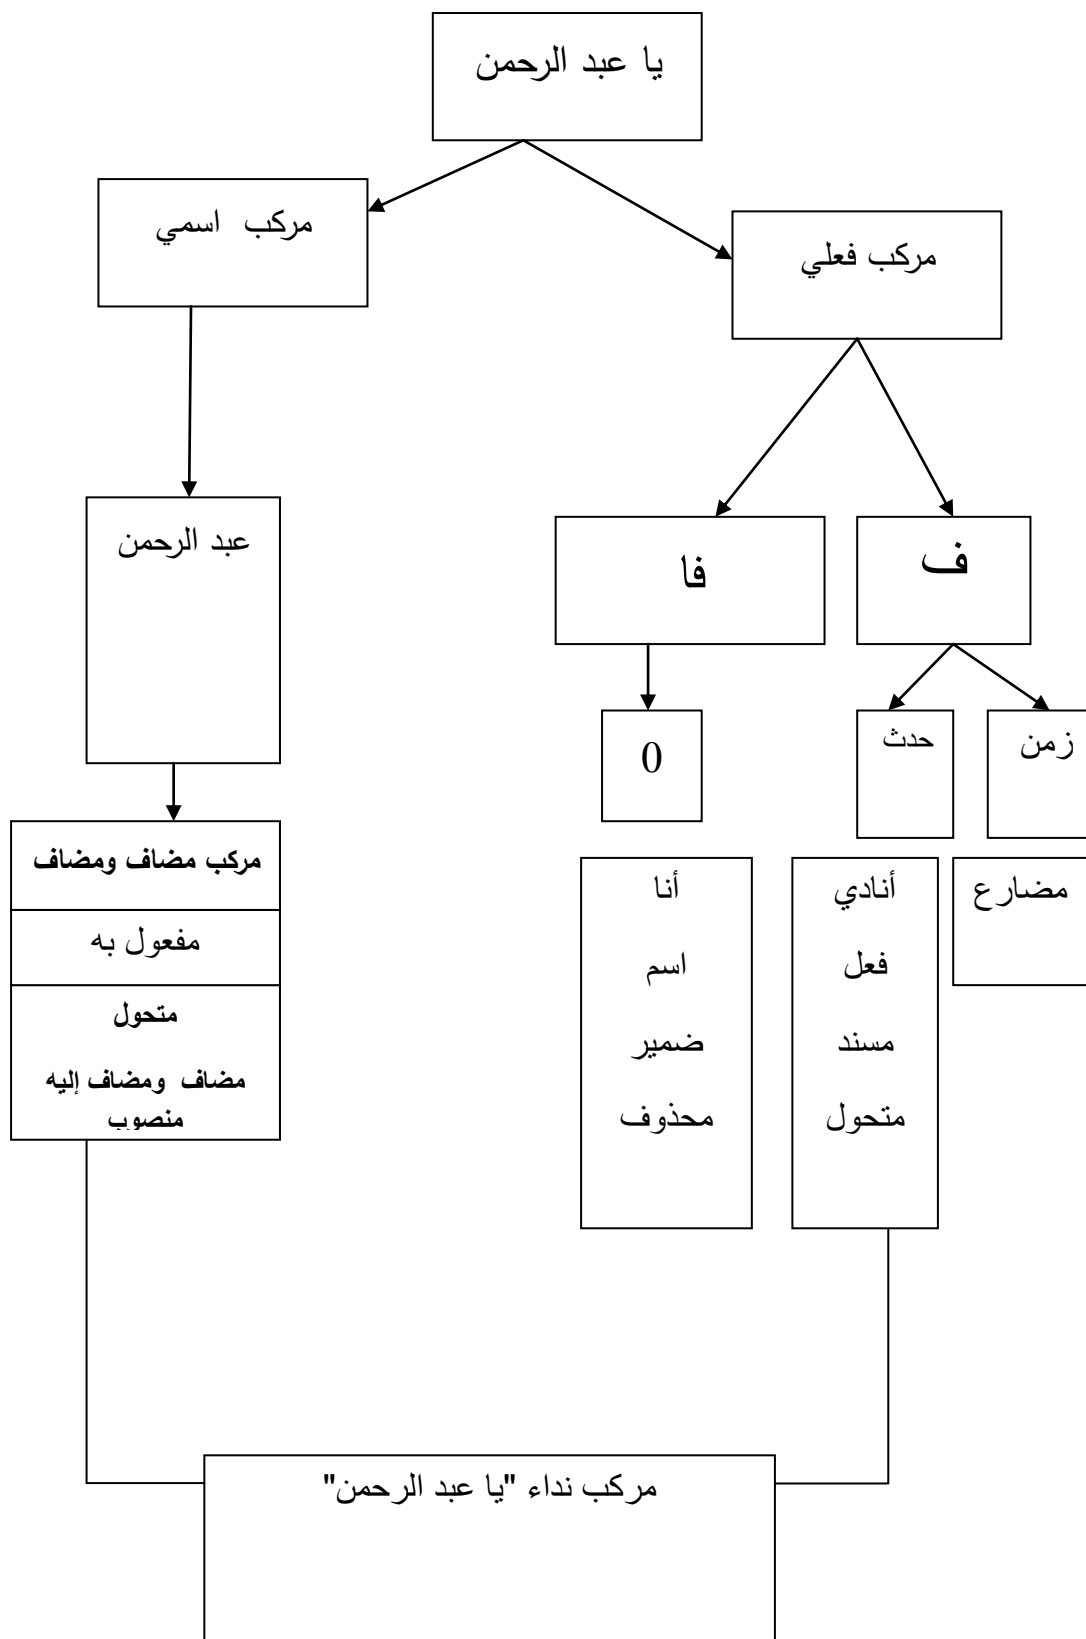 يا عبد الرحمن
مركب فعلي
مركب اسمي
ف
فا
عبد الرحمن
زمن
حدث
0
مضارع
أنادي
فعل
مسند
متحول
أنا
اسم
ضمير
محذوف
مركب مضاف ومضاف
مفعول به
متحول
مضاف ومضاف إليه
منصوب
مركب نداء "يا عبد الرحمن"